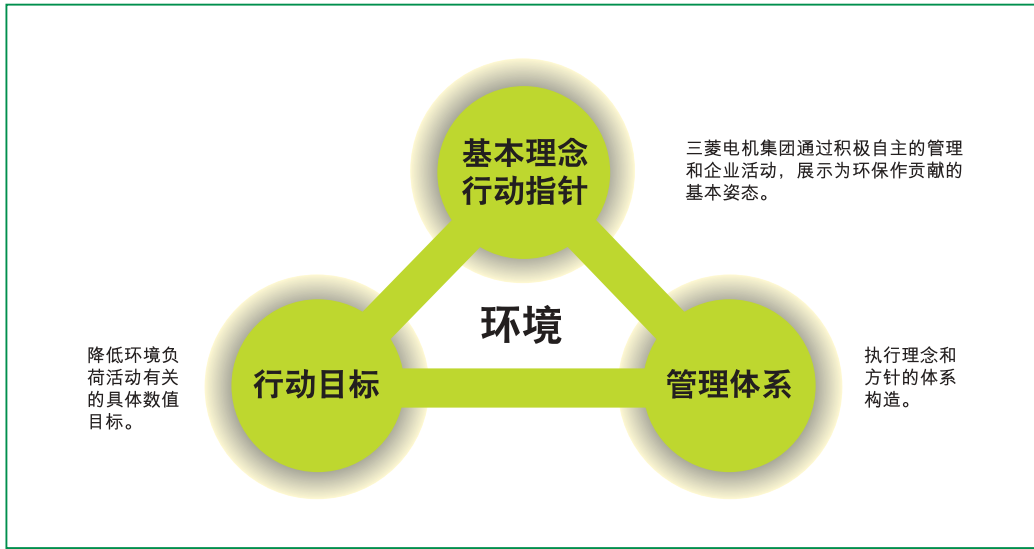 基本理念
行动指针
三菱电机集团通过积极自主的管理
和企业活动，展示为环保作贡献的
基本姿态。
环境
降低环境负
荷活动有关
的具体数值
目标。
行动目标
管理体系
执行理念和
方针的体系
构造。